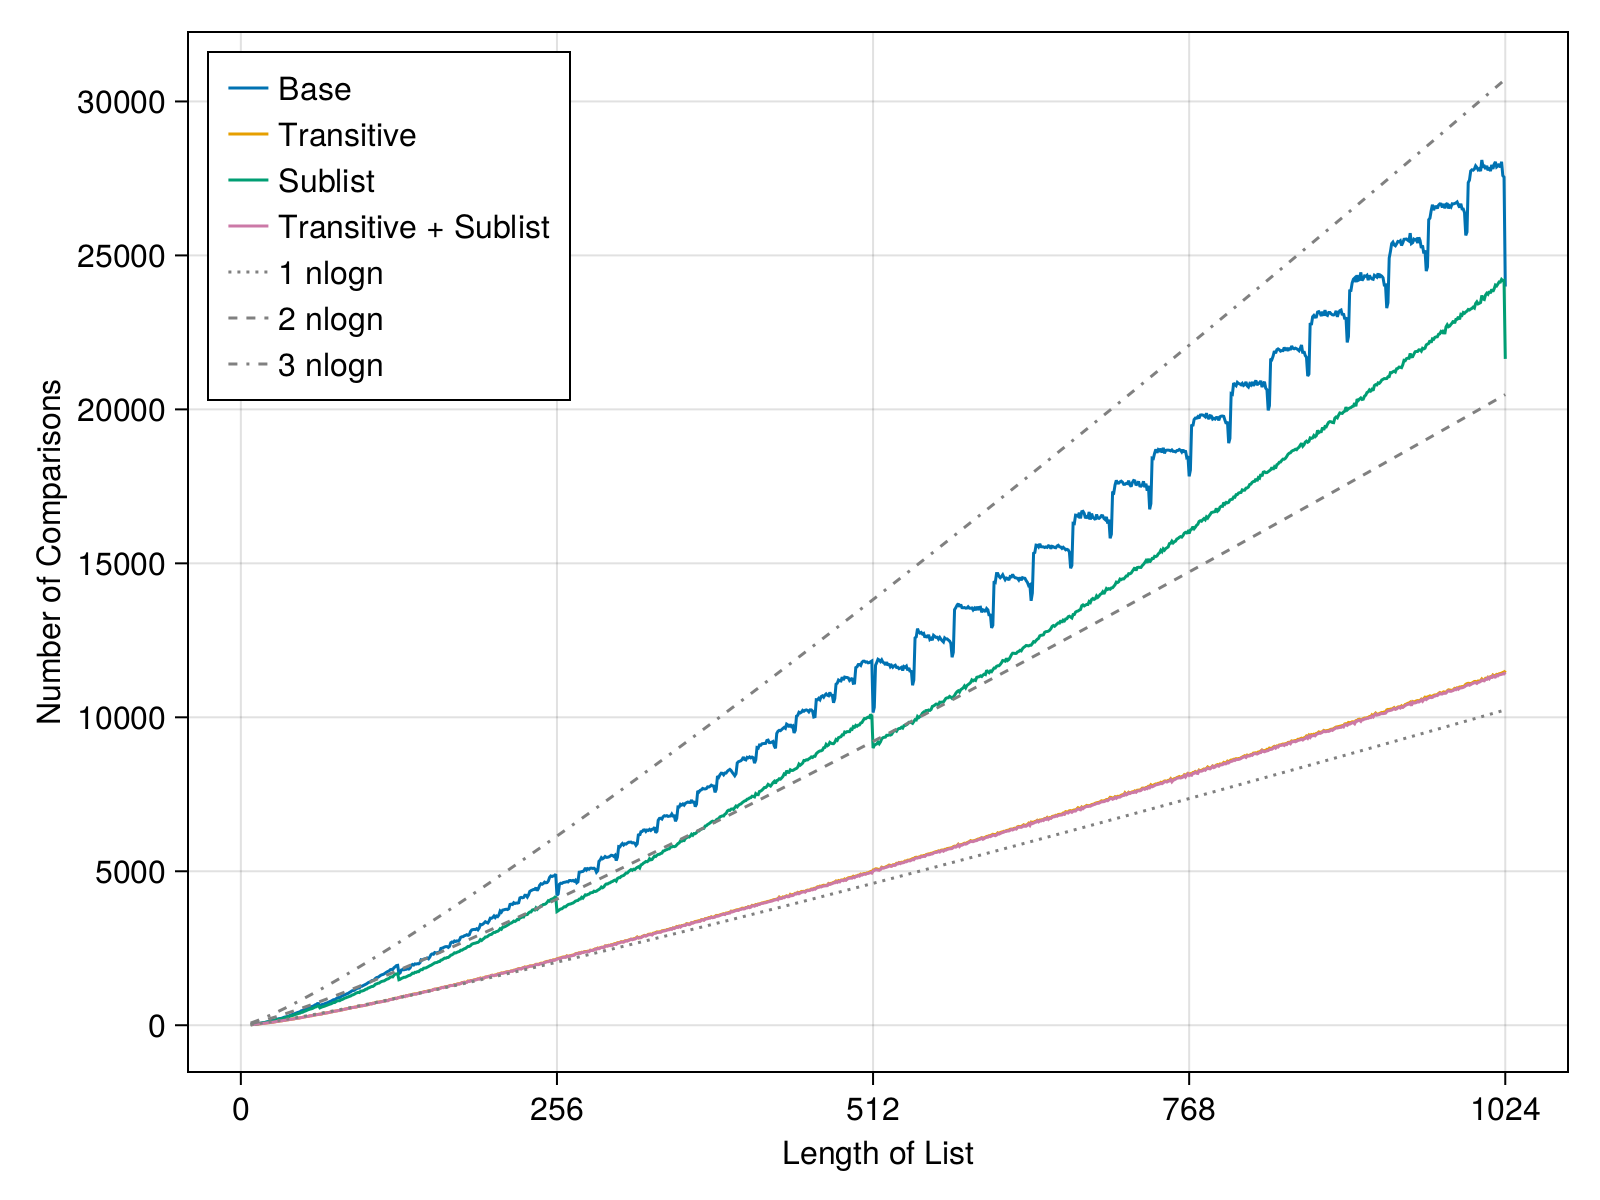 Base
Transitive
Sublist
Transitive + Sublist
1 nlogn
2 nlogn
3 nlogn
30000
25000
20000
15000
10000
5000
0
Number of Comparisons
0 256 512 768 1024
Length of List